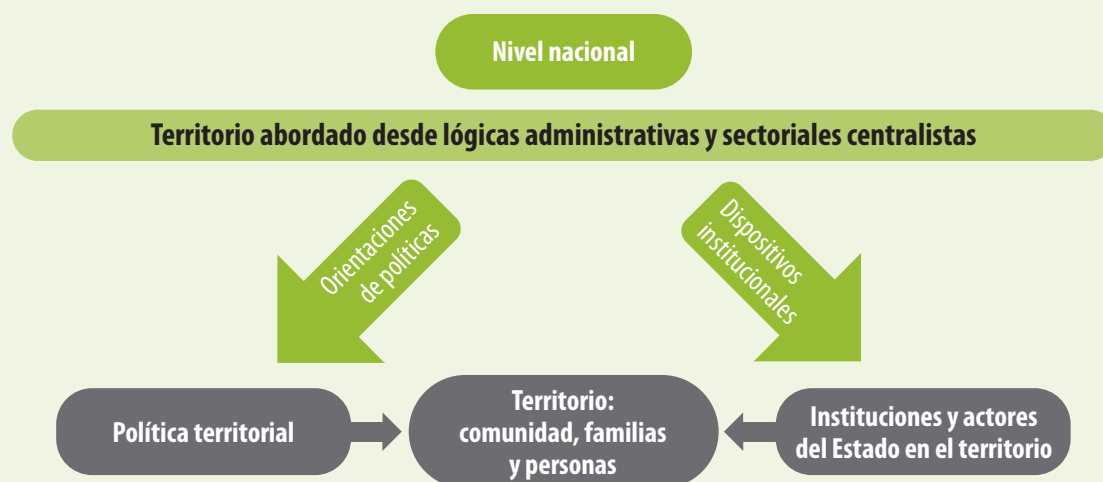 Nivel nacional
Territorio abordado desde lógicas administrativas y sectoriales centralistas
Orientaciones
de políticas
Dispositivos
institucionales
Política territorial
Territorio:
comunidad, familias
y personas
Instituciones y actores
del Estado en el territorio